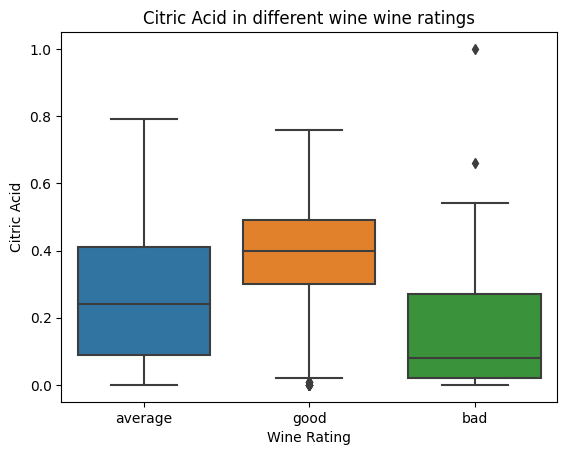 Citric Acid in different wine wine ratings
1.0
0.8
0.6
0.4
0.2
0.0
Citric Acid
average good bad
Wine Rating